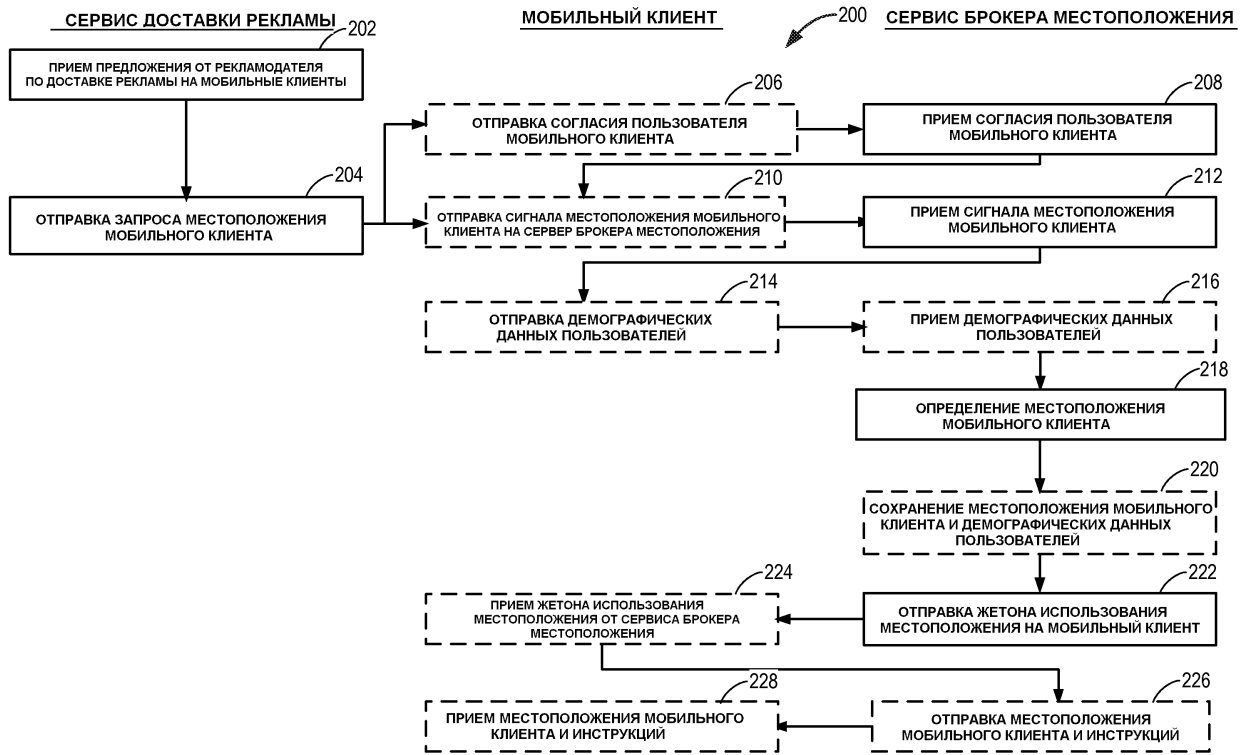 СЕРВИС ДОСТАВКИ РЕКЛАМЫ
МОБИЛЬНЫЙ КЛИЕНТ
200
СЕРВИС БРОКЕРА МЕСТОПОЛОЖЕНИЯ
202
ПРИЕМ ПРЕДЛОЖЕНИЯ ОТ РЕКЛАМОДАТЕЛЯ
ПО ДОСТАВКЕ РЕКЛАМЫ НА МОБИЛЬНЫЕ КЛИЕНТЫ
206
ОТПРАВКА СОГЛАСИЯ ПОЛЬЗОВАТЕЛЯ
МОБИЛЬНОГО КЛИЕНТА
208
ПРИЕМ СОГЛАСИЯ ПОЛЬЗОВАТЕЛЯ
МОБИЛЬНОГО КЛИЕНТА
204
ОТПРАВКА ЗАПРОСА МЕСТОПОЛОЖЕНИЯ
МОБИЛЬНОГО КЛИЕНТА
210
ОТПРАВКА СИГНАЛА МЕСТОПОЛОЖЕНИЯ МОБИЛЬНОГО
КЛИЕНТА НА СЕРВЕР БРОКЕРА МЕСТОПОЛОЖЕНИЯ
212
ПРИЕМ СИГНАЛА МЕСТОПОЛОЖЕНИЯ
МОБИЛЬНОГО КЛИЕНТА
214
ОТПРАВКА ДЕМОГРАФИЧЕСКИХ
ДАННЫХ ПОЛЬЗОВАТЕЛЕЙ
216
ПРИЕМ ДЕМОГРАФИЧЕСКИХ ДАННЫХ
ПОЛЬЗОВАТЕЛЕЙ
218
ОПРЕДЕЛЕНИЕ МЕСТОПОЛОЖЕНИЯ
МОБИЛЬНОГО КЛИЕНТА
220
СОХРАНЕНИЕ МЕСТОПОЛОЖЕНИЯ МОБИЛЬНОГО
КЛИЕНТА И ДЕМОГРАФИЧЕСКИХ ДАННЫХ
ПОЛЬЗОВАТЕЛЕЙ
222
ОТПРАВКА ЖЕТОНА ИСПОЛЬЗОВАНИЯ
МЕСТОПОЛОЖЕНИЯ НА МОБИЛЬНЫЙ КЛИЕНТ
224
ПРИЕМ ЖЕТОНА ИСПОЛЬЗОВАНИЯ
МЕСТОПОЛОЖЕНИЯ ОТ СЕРВИСА БРОКЕРА
МЕСТОПОЛОЖЕНИЯ
226
ОТПРАВКА МЕСТОПОЛОЖЕНИЯ
МОБИЛЬНОГО КЛИЕНТА И ИНСТРУКЦИЙ
228
ПРИЕМ МЕСТОПОЛОЖЕНИЯ МОБИЛЬНОГО
КЛИЕНТА И ИНСТРУКЦИЙ